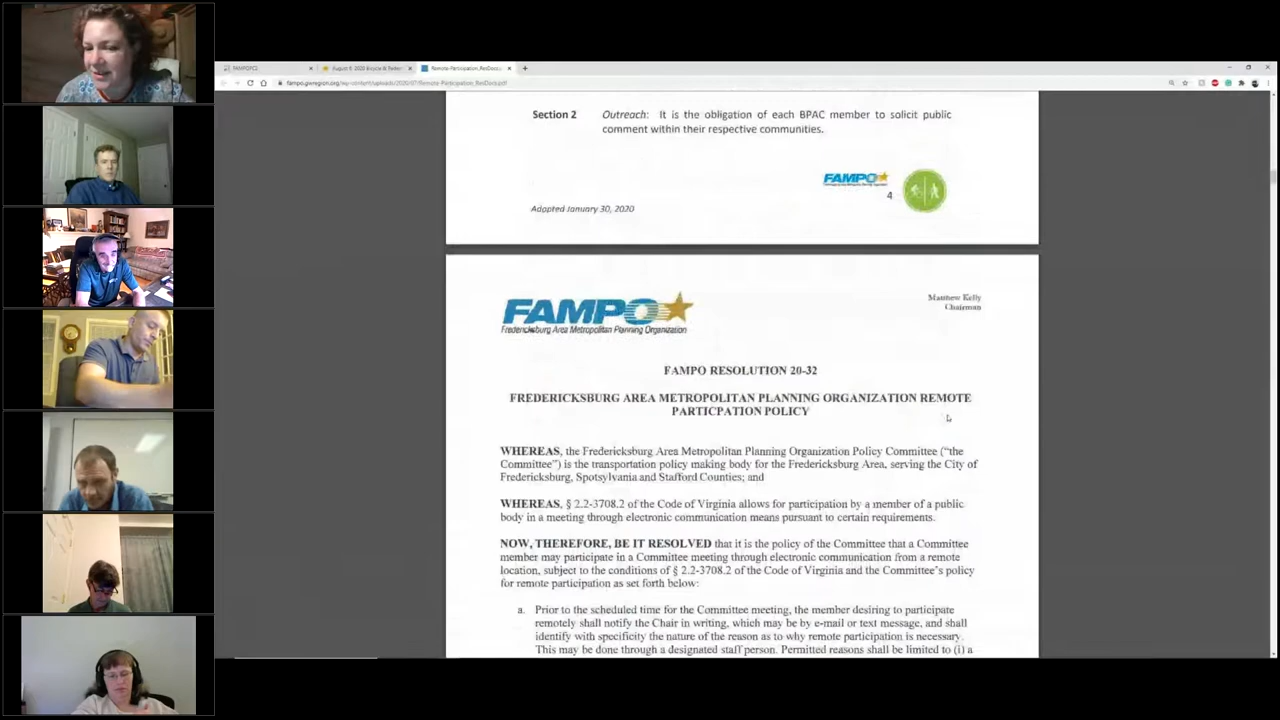 FAMPO
August 6, 2020 Bicycle & Pedest
Remote-Participation_ResDocs.pdf
Section 2 Outreach: It is the obligation of each BPAC member to solicit public
comment within their respective communities.
FAMPO
4
Adopted January 30, 2020
FAMPO
Fredericksburg Area Metropolitan Planning Organization
Matthew Kelly
Chairman
FAMPO RESOLUTION 20-32
FREDERICKSBURG AREA METROPOLITAN PLANNING ORGANIZATION REMOTE
PARTICPATION POLICY
WHEREAS, the Fredericksburg Area Metropolitan Planning Organization Policy Committee (“the
Committee”) is the transportation policy making body for the Fredericksburg Area, serving the City of
Fredericksburg, Spotsylvania and Stafford Counties; and
WHEREAS, § 2.2-3708.2 of the Code of Virginia allows for participation by a member of a public
body in a meeting through electronic communication means pursuant to certain requirements.
NOW, THEREFORE, BE IT RESOLVED that it is the policy of the Committee that a Committee
member may participate in a Committee meeting through electronic communication from a remote
location, subject to the conditions of § 2.2-3708.2 of the Code of Virginia and the Committee's policy
for remote participation as set forth below:
a. Prior to the scheduled time for the Committee meeting, the member desiring to participate
remotely shall notify the Chair in writing, which may be by e-mail or text message, and shall
identify with specificity the nature of the reason as to why remote participation is necessary.
This may be done through a designated staff person. Permitted reasons shall be limited to (i) a